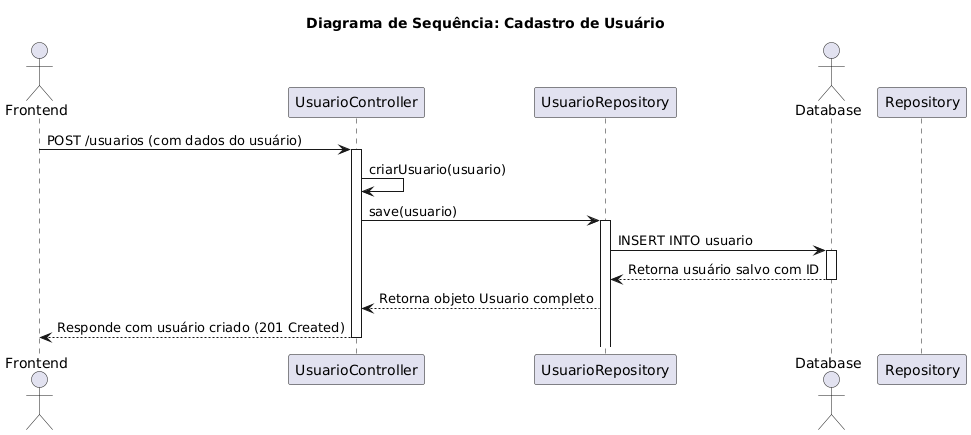 Diagrama de Sequência: Cadastro de Usuário
Frontend
UsuarioController
UsuarioRepository
Database
Repository
POST /usuarios (com dados do usuário)
criarUsuario(usuario)
save(usuario)
INSERT INTO usuario
Retorna usuário salvo com ID
Retorna objeto Usuario completo
Responde com usuário criado (201 Created)
Frontend
UsuarioController
UsuarioRepository
Database
Repository